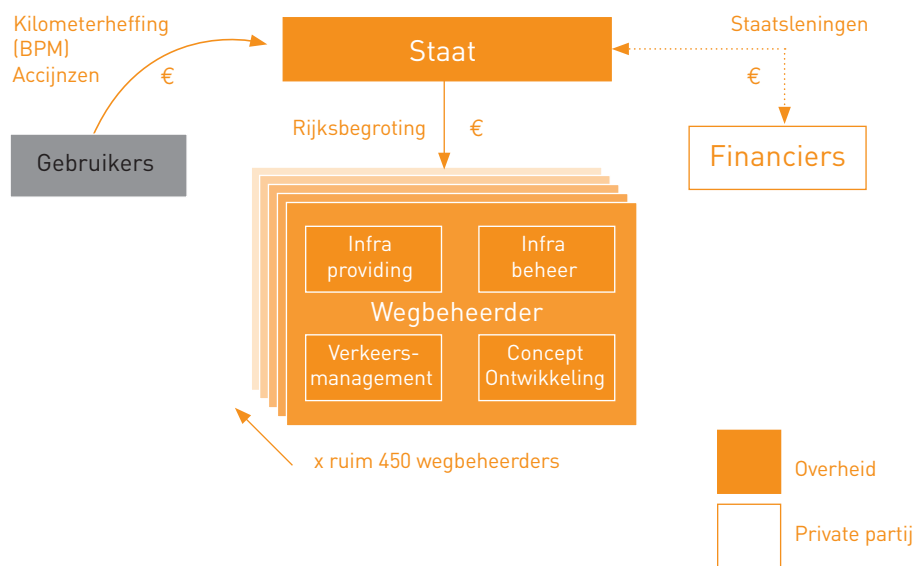 Kilometerheffing
(BPM)
Accijnzen
€
Staat
Staatsleningen
€
Gebruikers
Rijksbegroting
€
Financiers
Infra
providing
Infra
beheer
Wegbeheerder
Verkeers-
management
Concept
Ontwikkeling
x ruim 450 wegbeheerders
Overheid
Private partij